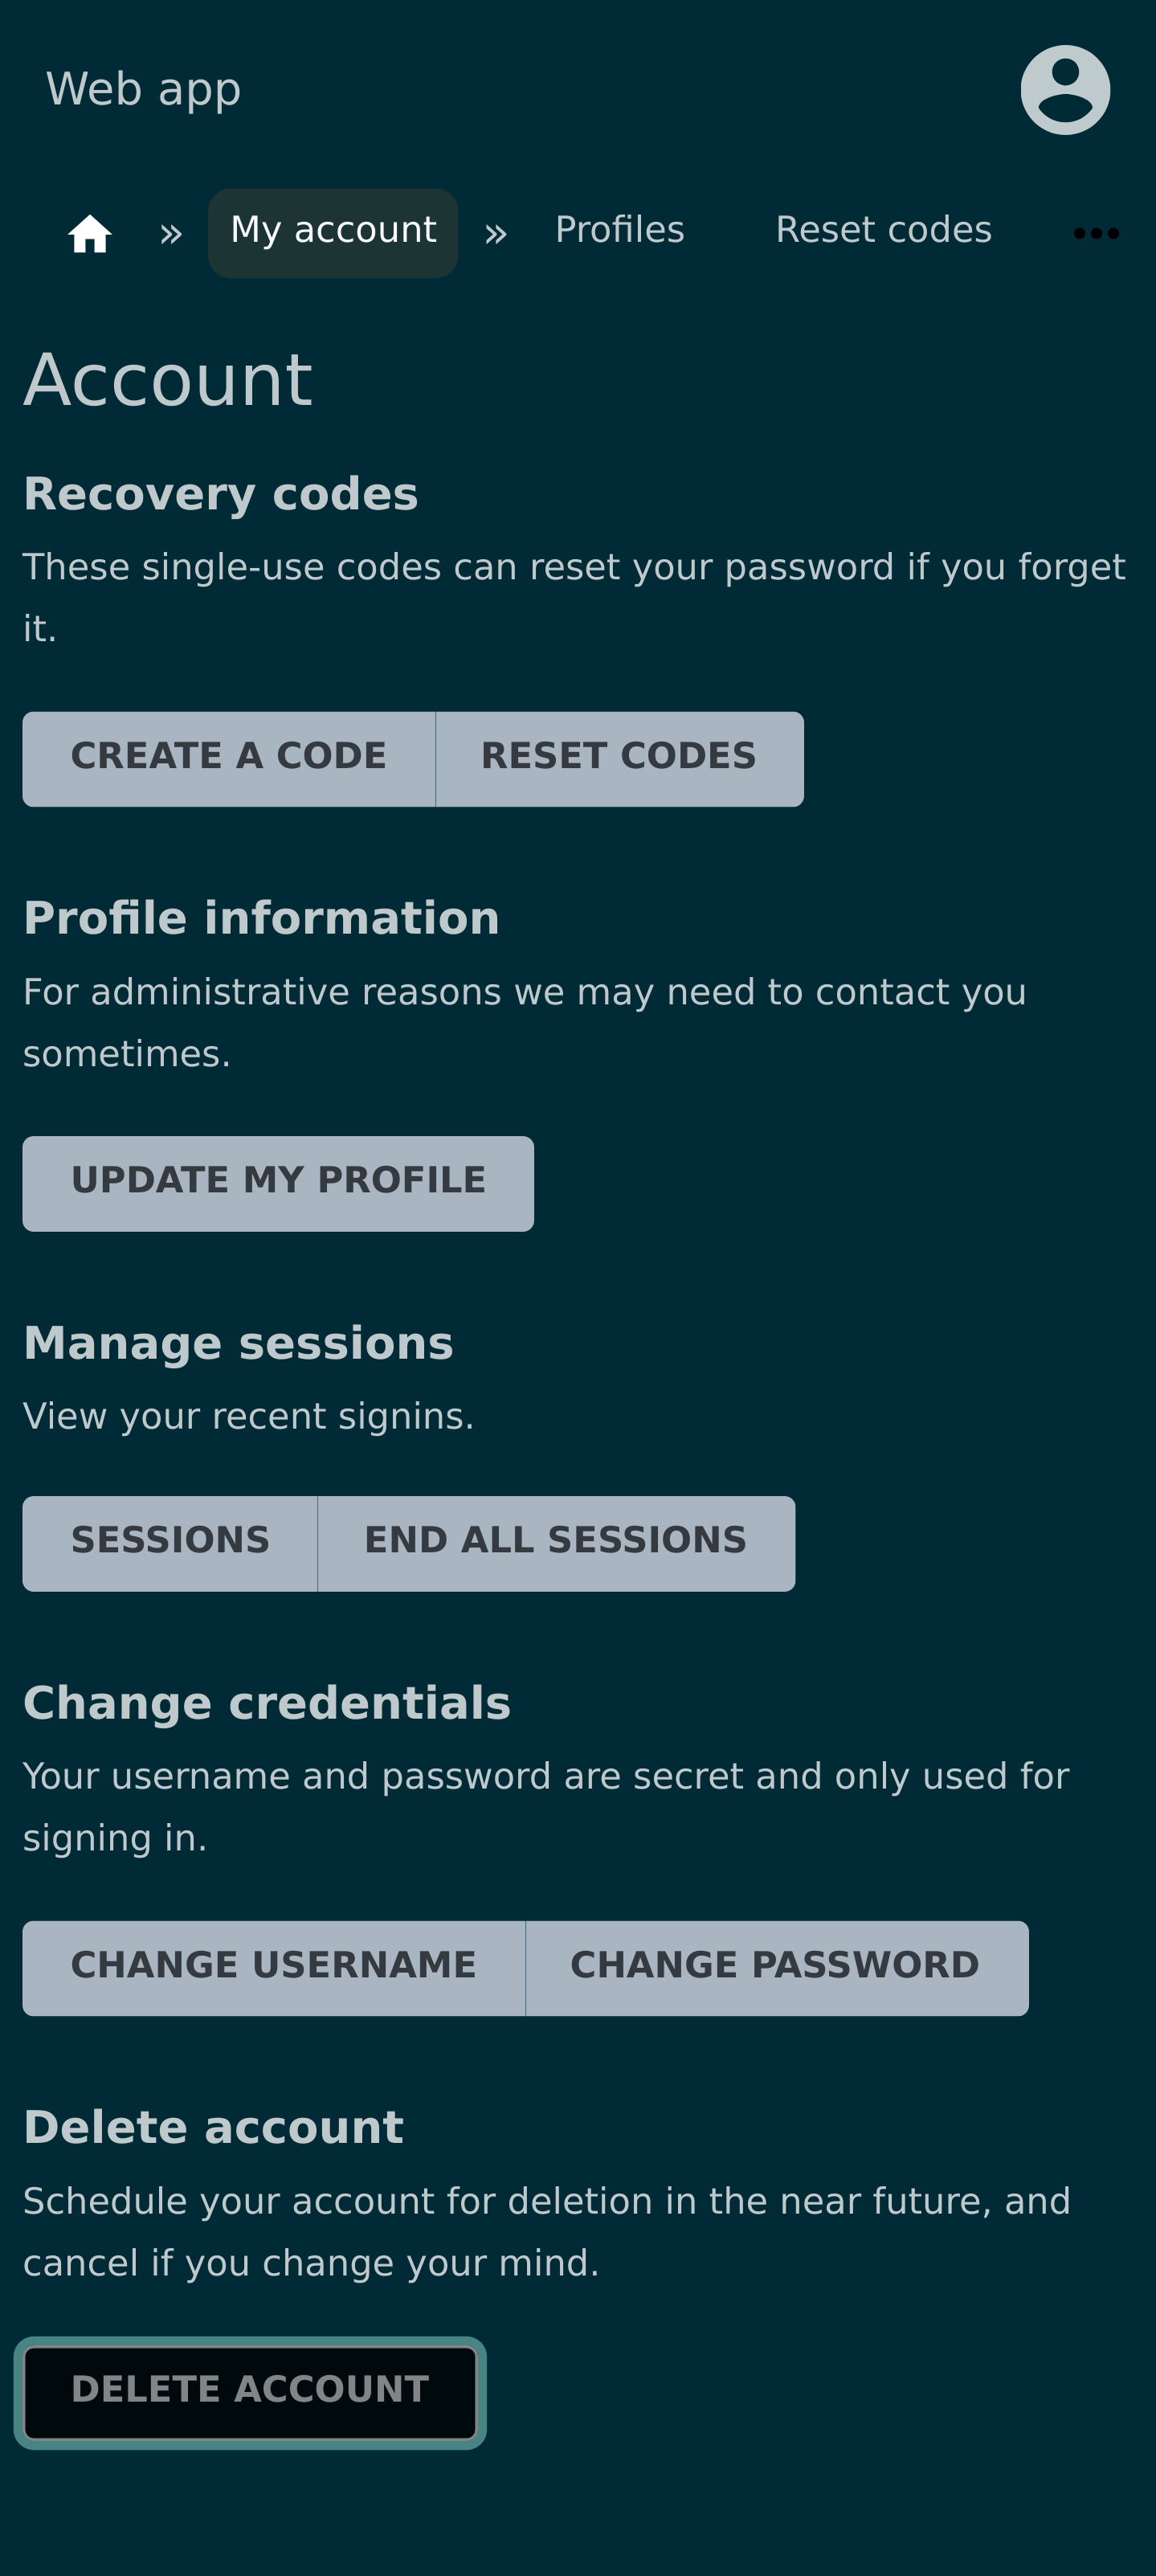 Web app
» My account » Profiles Reset codes
Account
Recovery codes
These single-use codes can reset your password if you forget
it.
CREATE A CODE RESET CODES
Profile information
For administrative reasons we may need to contact you
sometimes.
UPDATE MY PROFILE
Manage sessions
View your recent signins.
SESSIONS END ALL SESSIONS
Change credentials
Your username and password are secret and only used for
signing in.
CHANGE USERNAME CHANGE PASSWORD
Delete account
Schedule your account for deletion in the near future, and
cancel if you change your mind.
DELETE ACCOUNT